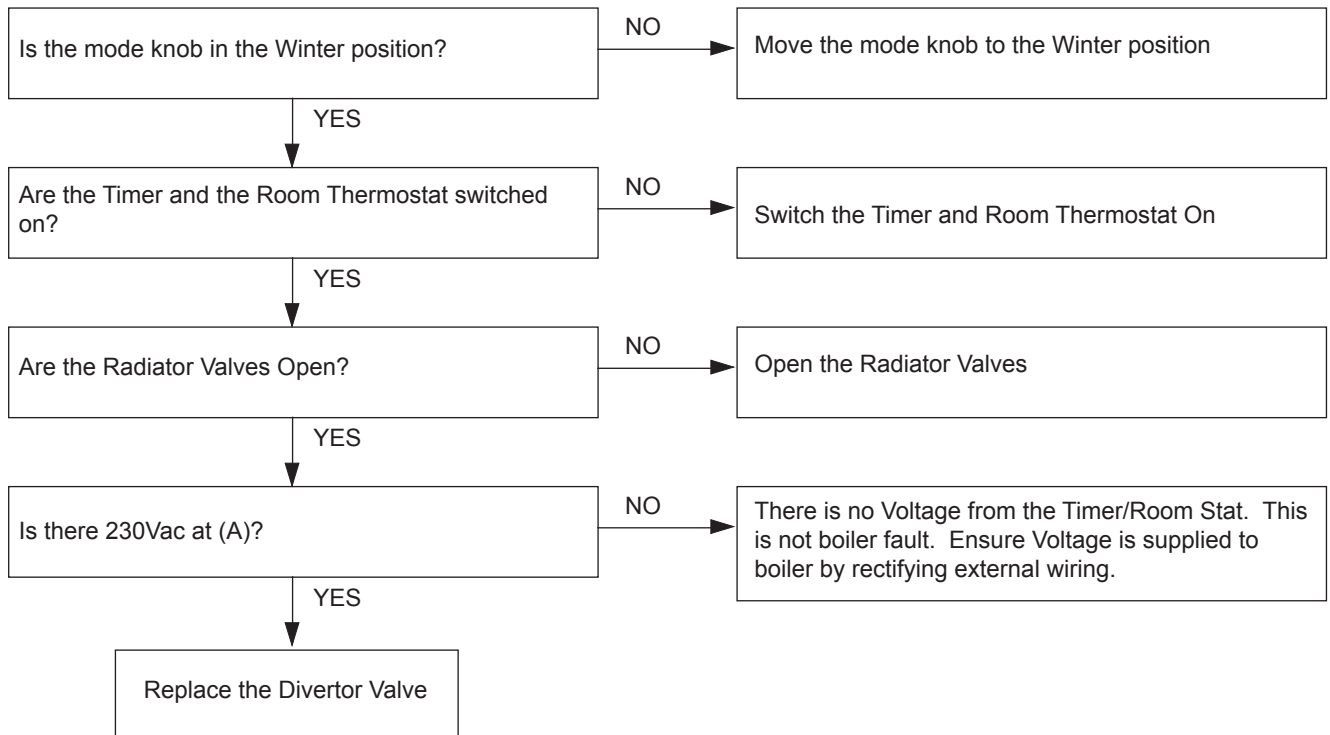 Is the mode knob in the Winter position?
NO
Move the mode knob to the Winter position
YES
Are the Timer and the Room Thermostat switched
on?
NO
Switch the Timer and Room Thermostat On
YES
Are the Radiator Valves Open?
NO
Open the Radiator Valves
YES
Is there 230Vac at (A)?
NO
There is no Voltage from the Timer/Room Stat.  This
is not boiler fault.  Ensure Voltage is supplied to
boiler by rectifying external wiring.
YES
Replace the Divertor Valve